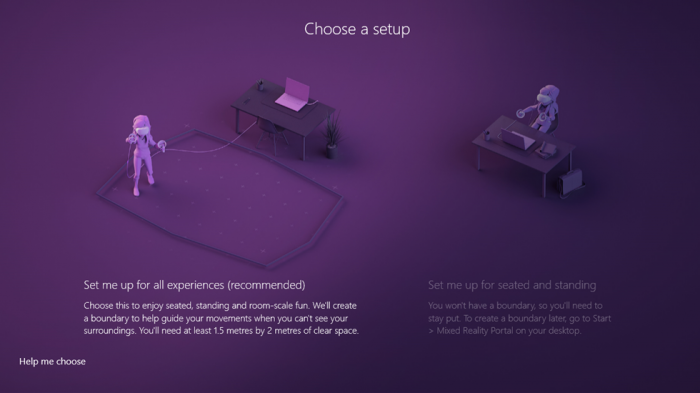 Choose a setup
Set me up for all experiences (recommended)
Choose this to enjoy seated, standing and room-scale fun. We'll create
a boundary to help guide your movements when you can't see your
surroundings. You'll need at least 1.5 metres by 2 metres of clear space.
Set me up for seated and standing
You won't have a boundary, so you'll need to
stay put. To create a boundary later, go to Start
> Mixed Reality Portal on your desktop.
Help me choose